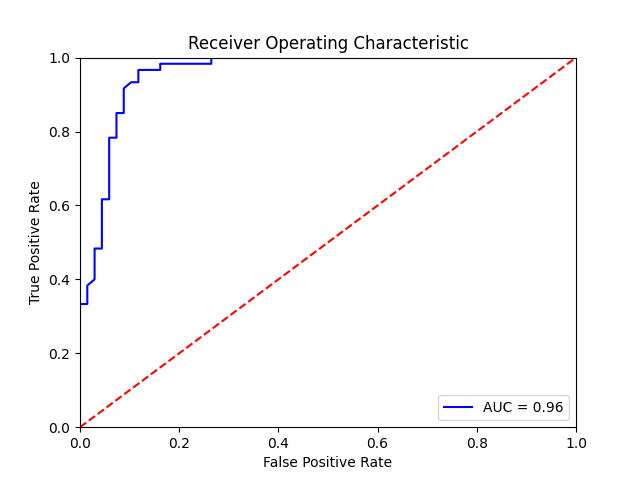 Receiver Operating Characteristic
1.0
0.8
0.6
0.4
0.2
0.0
True Positive Rate
AUC = 0.96
0.0 0.2 0.4 0.6 0.8 1.0
False Positive Rate